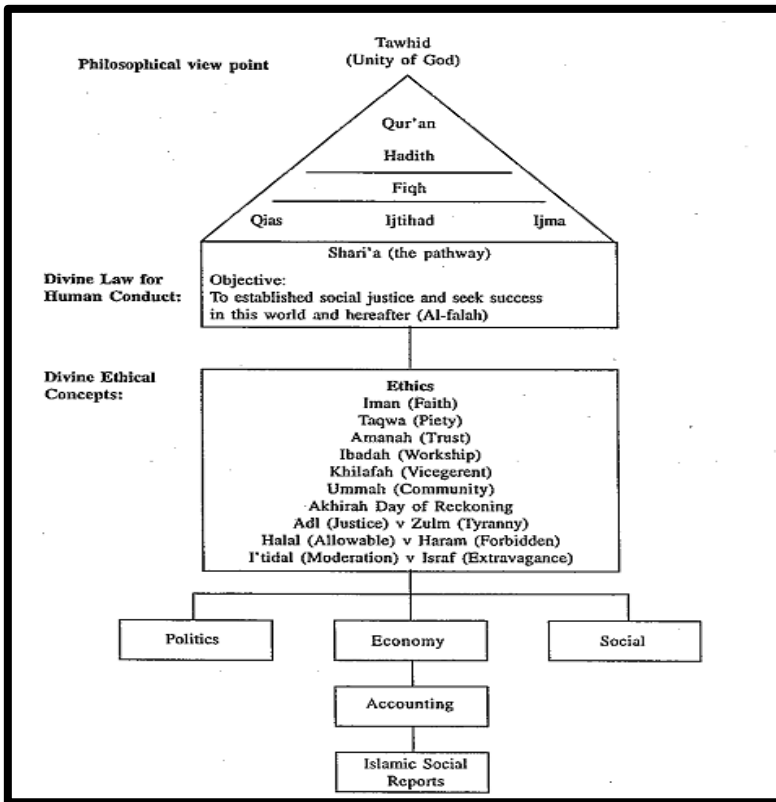 Tawhid
Philosophical view point
(Unity of God)
Qur'an
Hadith
Fiqh
Qias Ijtihad Ijma
Shari'a (the pathway)
Divine Law for
Human Conduct:
Objective:
To established social justice and seek success
in this world and hereafter (Al-falah)
Divine Ethical
Concepts:
Ethics
Iman (Faith)
Taqwa (Piety)
Amanah (Trust)
Ibadah (Workship)
Khilafah (Vicegerent)
Ummah (Community)
Akhirah Day of Reckoning
Adl (Justice) v Zulm (Tyranny)
Halal (Allowable) v Haram (Forbidden)
I'tidal (Moderation) v Israf (Extravagance)
Politics
Economy
Social
Accounting
Islamic Social
Reports